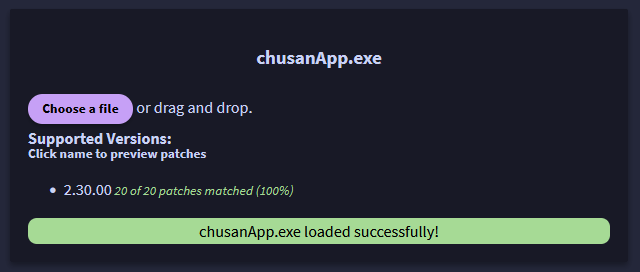 chusanApp.exe
Choose a file or drag and drop.
Supported Versions:
Click name to preview patches
2.30.00 20 of 20 patches matched (100%)
chusanApp.exe loaded successfully!